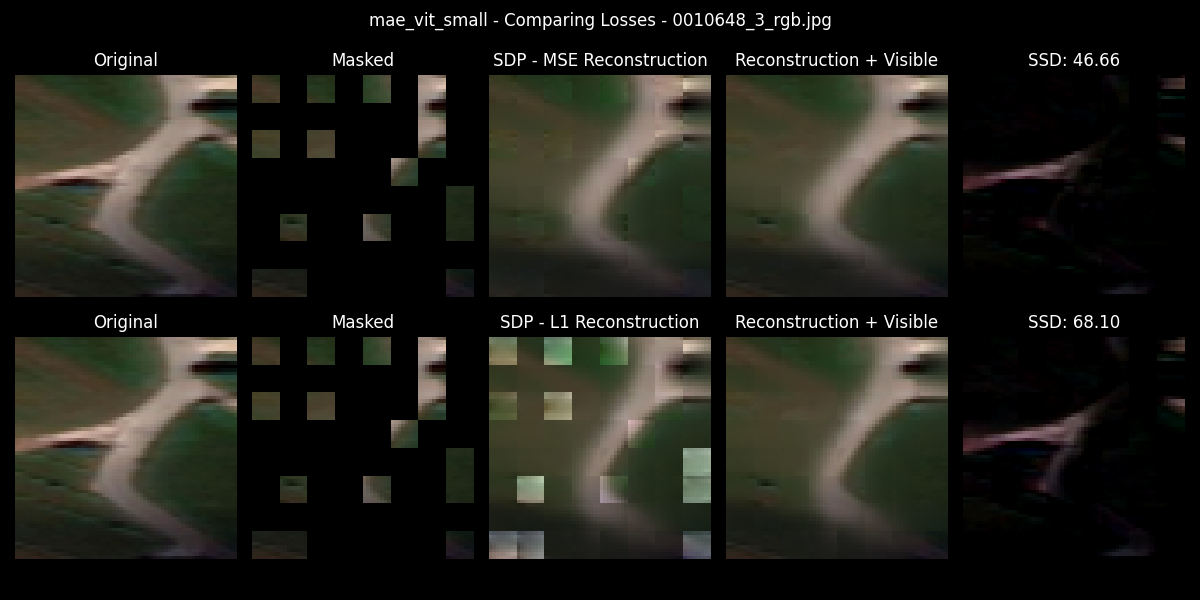 mae_vit_small - Comparing Losses - 0010648_3_rgb.jpg
Original Masked SDP - MSE Reconstruction Reconstruction + Visible SSD: 46.66
Original Masked SDP - L1 Reconstruction Reconstruction + Visible SSD: 68.10